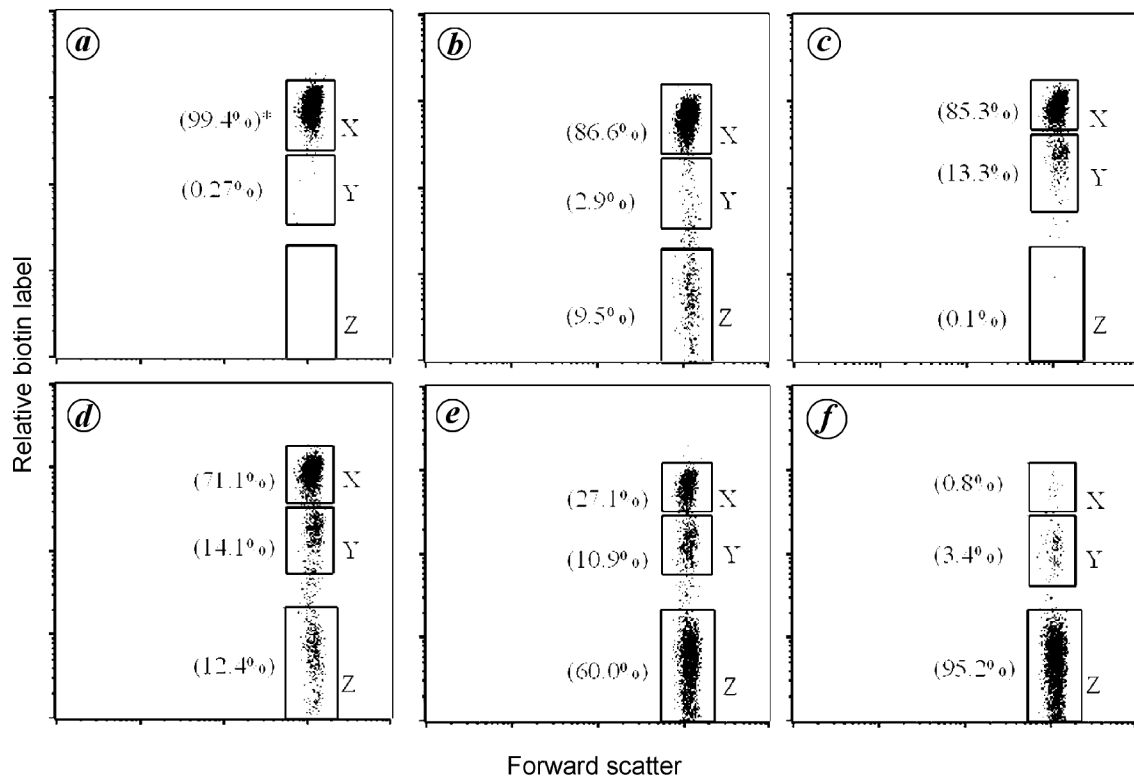 a
(99.4%)*
X
(0.27%)
Y
Z
b
(86.6%)
X
(2.9%)
Y
(9.5%)
Z
c
(85.3%)
X
(13.3%)
Y
(0.1%)
Z
d
(71.1%)
X
(14.1%)
Y
(12.4%)
Z
e
(27.1%)
X
(10.9%)
Y
(60.0%)
Z
f
(0.8%)
X
(3.4%)
Y
(95.2%)
Z
Relative biotin label
Forward scatter